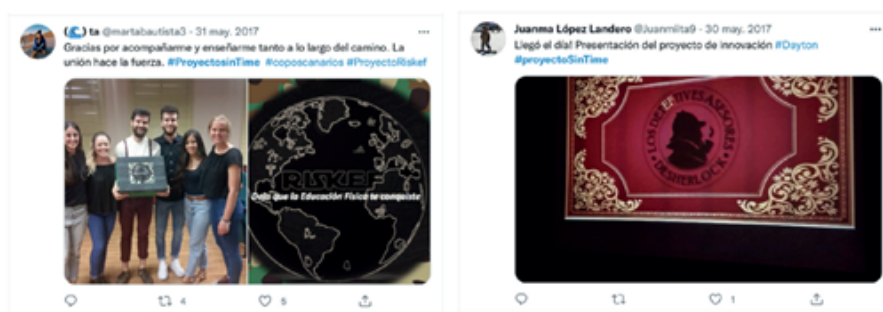 (🌊) ta @martabautista3 · 31 may. 2017
Gracias por acompañarme y enseñarme tanto a lo largo del camino. La
unión hace la fuerza. #ProyectosinTime #coposcanarios #ProyectoRiskef
RISKEF
Deja que la Educación Física te conquiste
4
5
Juanma López Landero @Juanmiita9 · 30 may. 2017
Llegó el día! Presentación del proyecto de innovación #Dayton
#proyectoSinTime
LOS DETECTIVES ASESORES
DE SHERLOCK
1